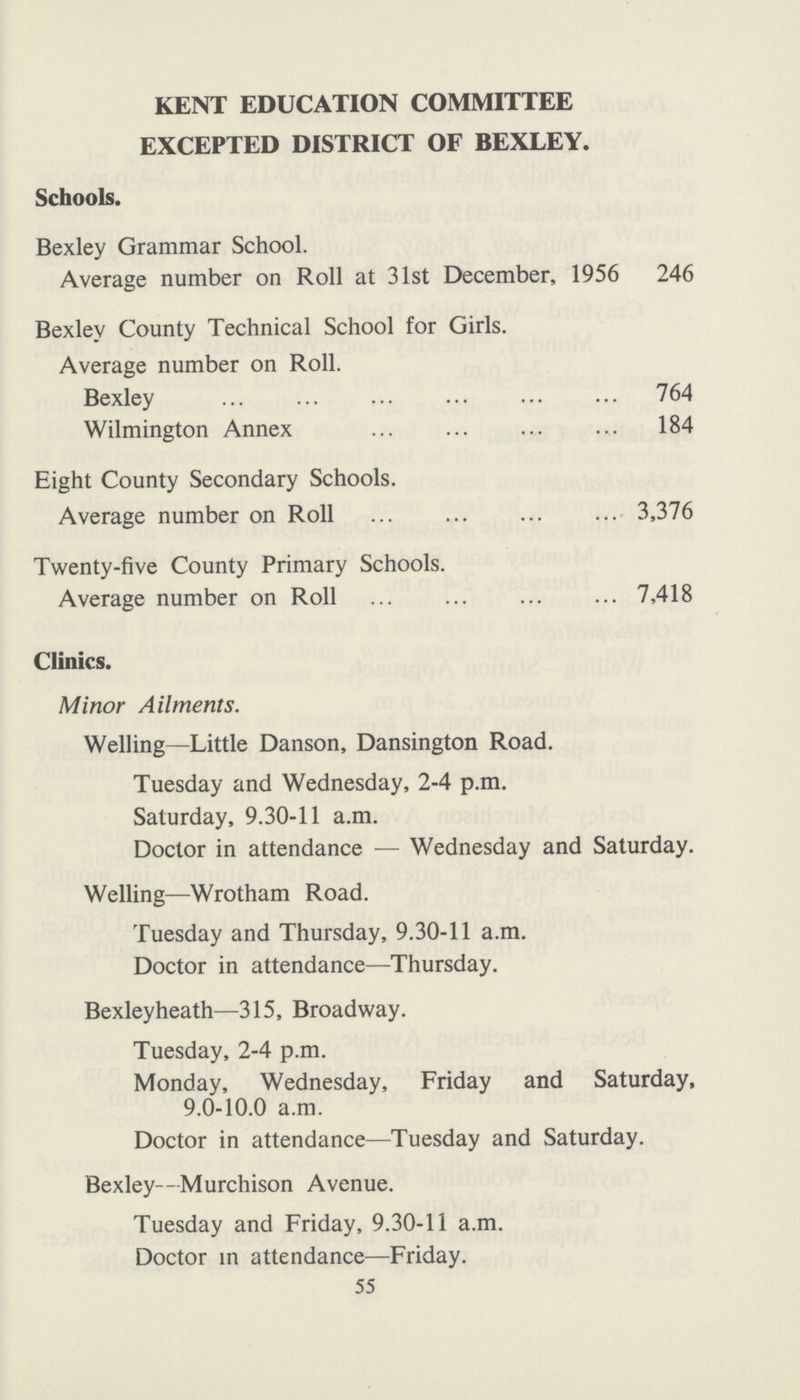 KENT EDUCATION COMMITTEE
EXCEPTED DISTRICT OF BEXLEY.
Schools.
Bexley Grammar School.
Average number on Roll at 31st December, 1956 246
Bexley County Technical School for Girls.
Average number on Roll.
Bexley ... ... ... ... ... ... 764
Wilmington Annex ... ... ... ... 184
Eight County Secondary Schools.
Average number on Roll ... ... ... ... 3,376
Twenty-five County Primary Schools.
Average number on Roll ... ... ... ... 7,418
Clinics.
Minor Ailments.
Welling—Little Danson, Dansington Road.
Tuesday and Wednesday, 2-4 p.m.
Saturday, 9.30-11 a.m.
Doctor in attendance — Wednesday and Saturday.
Welling—Wrotham Road.
Tuesday and Thursday, 9.30-11 a.m.
Doctor in attendance—Thursday.
Bexleyheath—315, Broadway.
Tuesday, 2-4 p.m.
Monday, Wednesday, Friday and Saturday,
9.0-10.0 a.m.
Doctor in attendance—Tuesday and Saturday.
Bexley--Murchison Avenue.
Tuesday and Friday, 9.30-11 a.m.
Doctor in attendance—Friday.
55